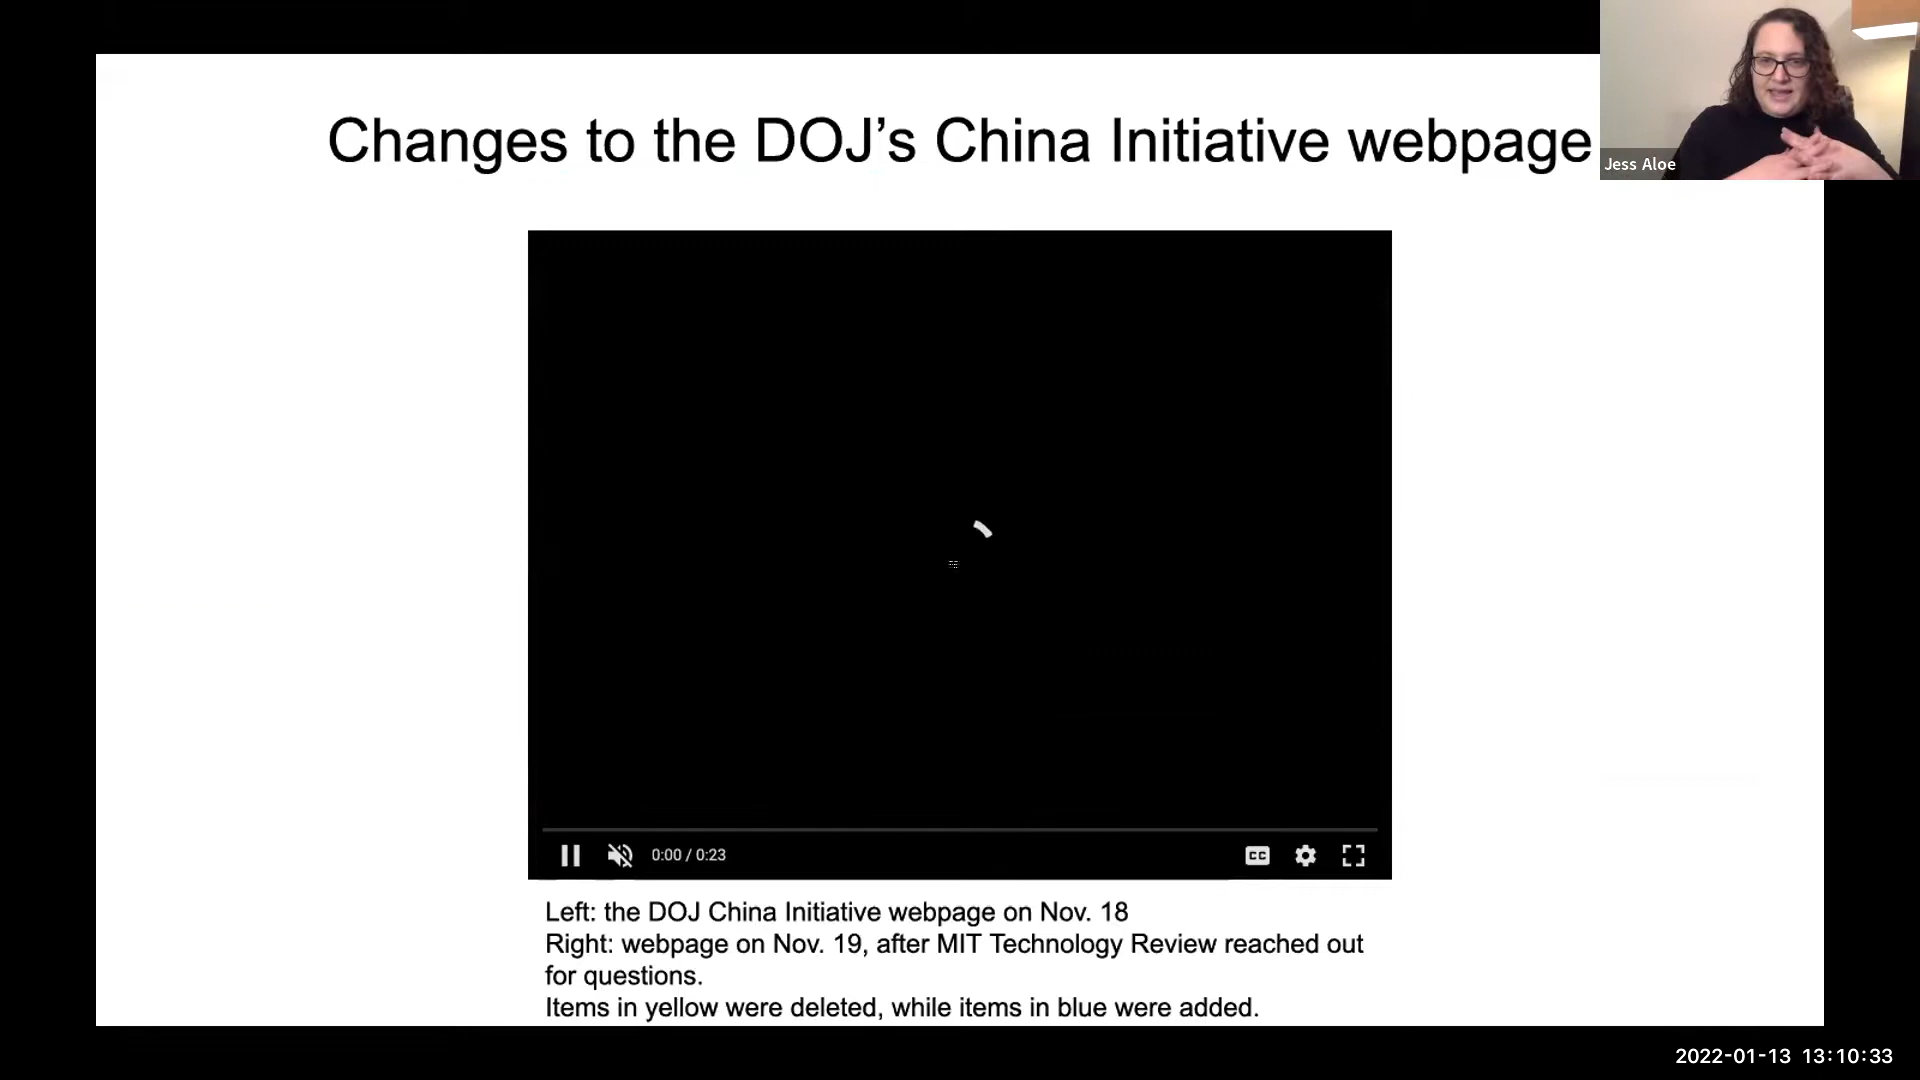 Changes to the DOJ’s China Initiative webpage
Jess Aloe
0:00 / 0:23
CC
Left: the DOJ China Initiative webpage on Nov. 18
Right: webpage on Nov. 19, after MIT Technology Review reached out
for questions.
Items in yellow were deleted, while items in blue were added.
2022-01-13 13:10:33